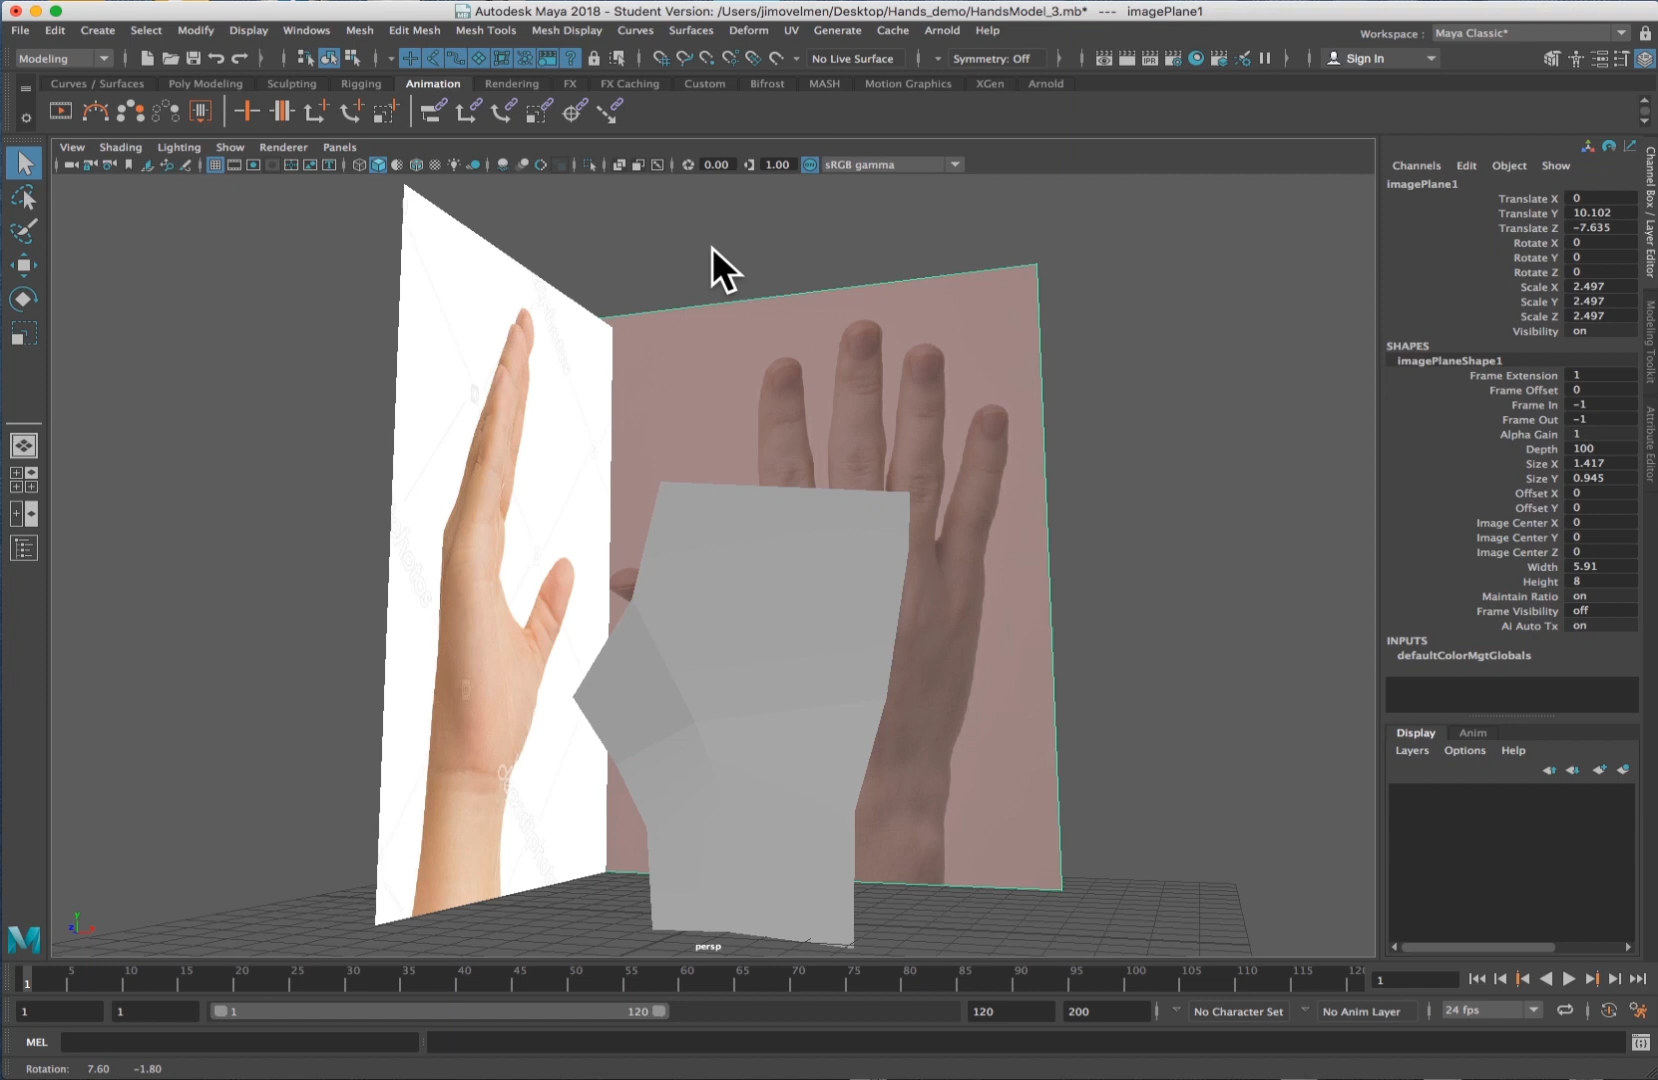 Autodesk Maya 2018 - Student Version: /Users/jimovelmen/Desktop/Hands_demo/HandsModel_3.mb* --- imagePlane1
File Edit Create Select Modify Display Windows Mesh Edit Mesh Mesh Tools Mesh Display Curves Surfaces Deform UV Generate Cache Arnold Help
Workspace : Maya Classic*
Modeling No Live Surface Symmetry: Off Sign In
Curves / Surfaces Poly Modeling Sculpting Rigging Animation Rendering FX FX Caching Custom Bifrost MASH Motion Graphics XGen Arnold
View Shading Lighting Show Renderer Panels
0.00 1.00 sRGB gamma
Channels Edit Object Show
imagePlane1
Translate X 0
Translate Y 10.102
Translate Z -7.635
Rotate X 0
Rotate Y 0
Rotate Z 0
Scale X 2.497
Scale Y 2.497
Scale Z 2.497
Visibility on
SHAPES
imagePlaneShape1
Frame Extension 1
Frame Offset 0
Frame In -1
Frame Out -1
Alpha Gain 1
Depth 100
Size X 1.417
Size Y 0.945
Offset X 0
Offset Y 0
Image Center X 0
Image Center Y 0
Image Center Z 0
Width 5.91
Height 8
Maintain Ratio on
Frame Visibility off
Ai Auto Tx on
INPUTS
defaultColorMgtGlobals
Display Anim
Layers Options Help
Channel Box / Layer Editor
Modeling Toolkit
Attribute Editor
persp
1 5 10 15 20 25 30 35 40 45 50 55 60 65 70 75 80 85 90 95 100 105 110 115 120 1
1 1 1 120 120 200 No Character Set No Anim Layer 24 fps
MEL
Rotation: 7.60 -1.80